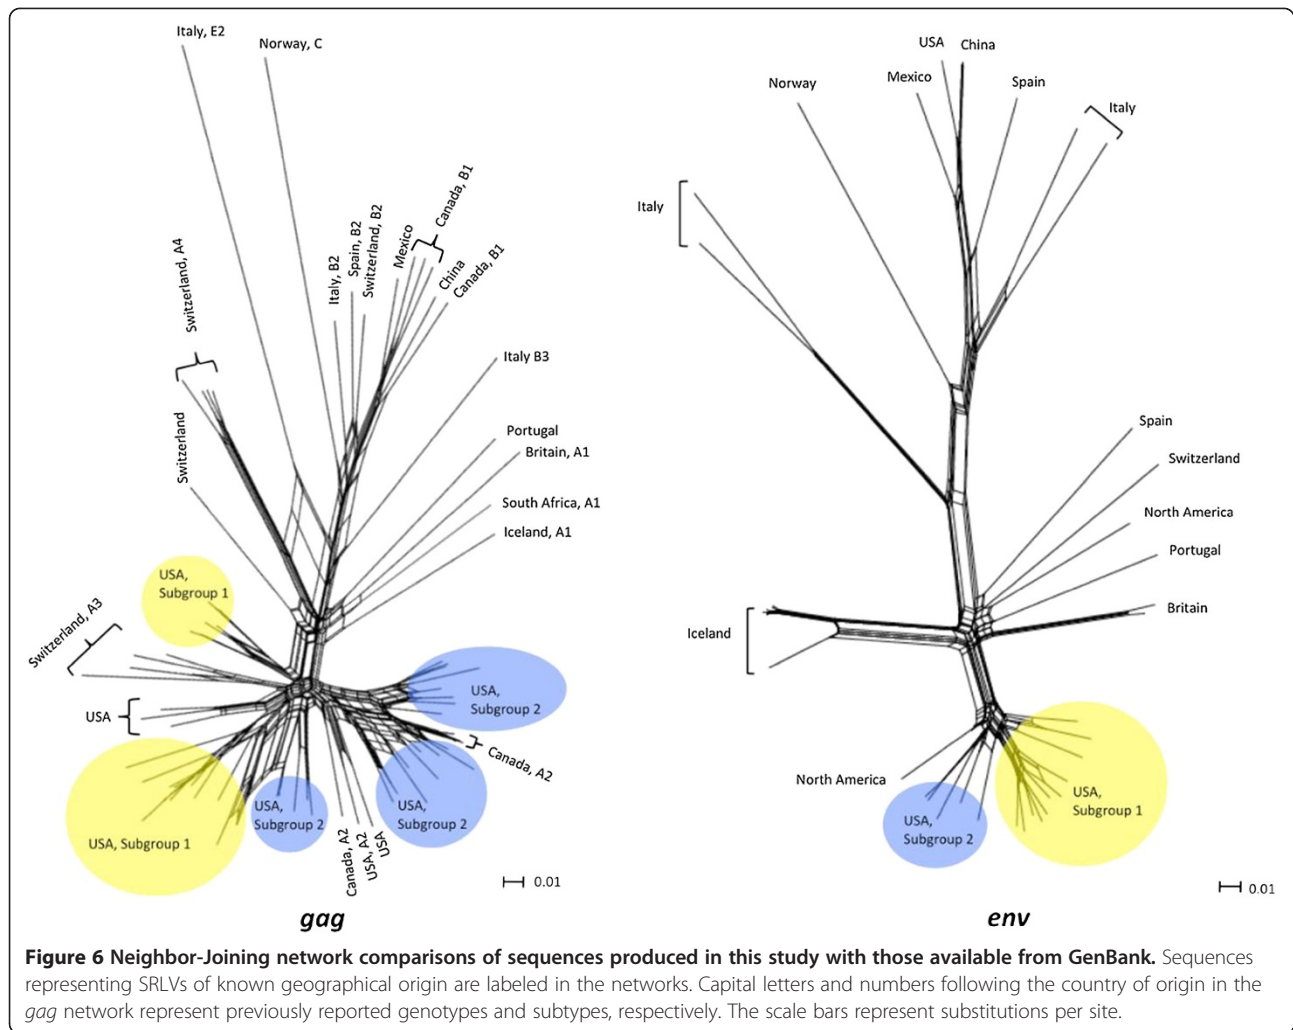 Italy, E2
Norway, C
Canada, B1
Mexico
Switzerland, B2
Spain, B2
Italy, B2
China
Canada, B1
Switzerland, A4
Italy B3
Switzerland
Portugal
Britain, A1
South Africa, A1
Iceland, A1
USA,
Subgroup 1
Switzerland, A3
USA
USA,
Subgroup 2
Canada, A2
USA, Subgroup 1
USA,
Subgroup 2
USA,
Subgroup 2
Canada, A2
USA, A2
USA
0.01
gag
USA
China
Mexico
Norway
Spain
Italy
Italy
Spain
Switzerland
North America
Portugal
Britain
Iceland
North America
USA,
Subgroup 1
USA,
Subgroup 2
0.01
env
Figure 6 Neighbor-Joining network comparisons of sequences produced in this study with those available from GenBank. Sequences
representing SRLVs of known geographical origin are labeled in the networks. Capital letters and numbers following the country of origin in the
gag network represent previously reported genotypes and subtypes, respectively. The scale bars represent substitutions per site.